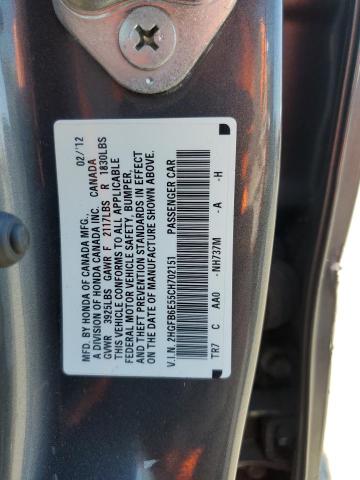 MFD. BY HONDA OF CANADA MFG., 02/12
A DIVISION OF HONDA CANADA INC. CANADA
GVWR 3925LBS GAWR F 2117LBS R 1830LBS
THIS VEHICLE CONFORMS TO ALL APPLICABLE
FEDERAL MOTOR VEHICLE SAFETY, BUMPER,
AND THEFT PREVENTION STANDARDS IN EFFECT
ON THE DATE OF MANUFACTURE SHOWN ABOVE.
V.I.N. 2HGFB6E55CH702151 PASSENGER CAR
TR7 C AA0 -NH737M -A -H